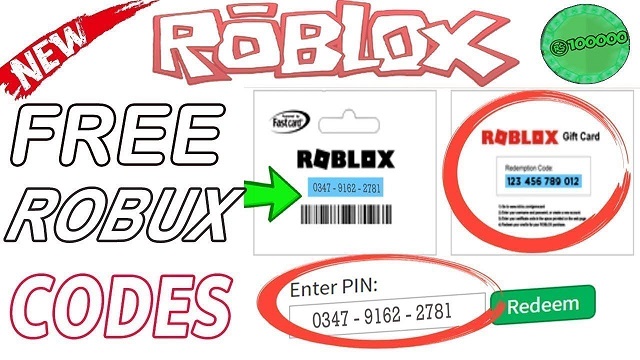 NEW
RŌBLOX
100000
FREE
ROBUX
CODES
Fastcard
ROBLOX
0347 - 9162 - 2781
ROBLOX Gift Card
Redemption Code:
123 456 789 012
Enter PIN:
0347 - 9162 - 2781
Redeem